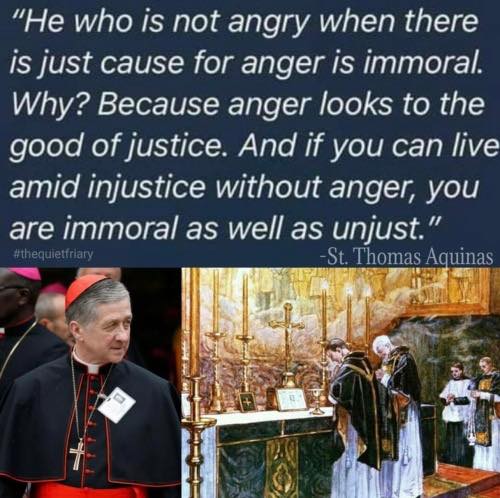 “He who is not angry when there
is just cause for anger is immoral.
Why? Because anger looks to the
good of justice. And if you can live
amid injustice without anger, you
are immoral as well as unjust.”
#thequietfriary
-St. Thomas Aquinas